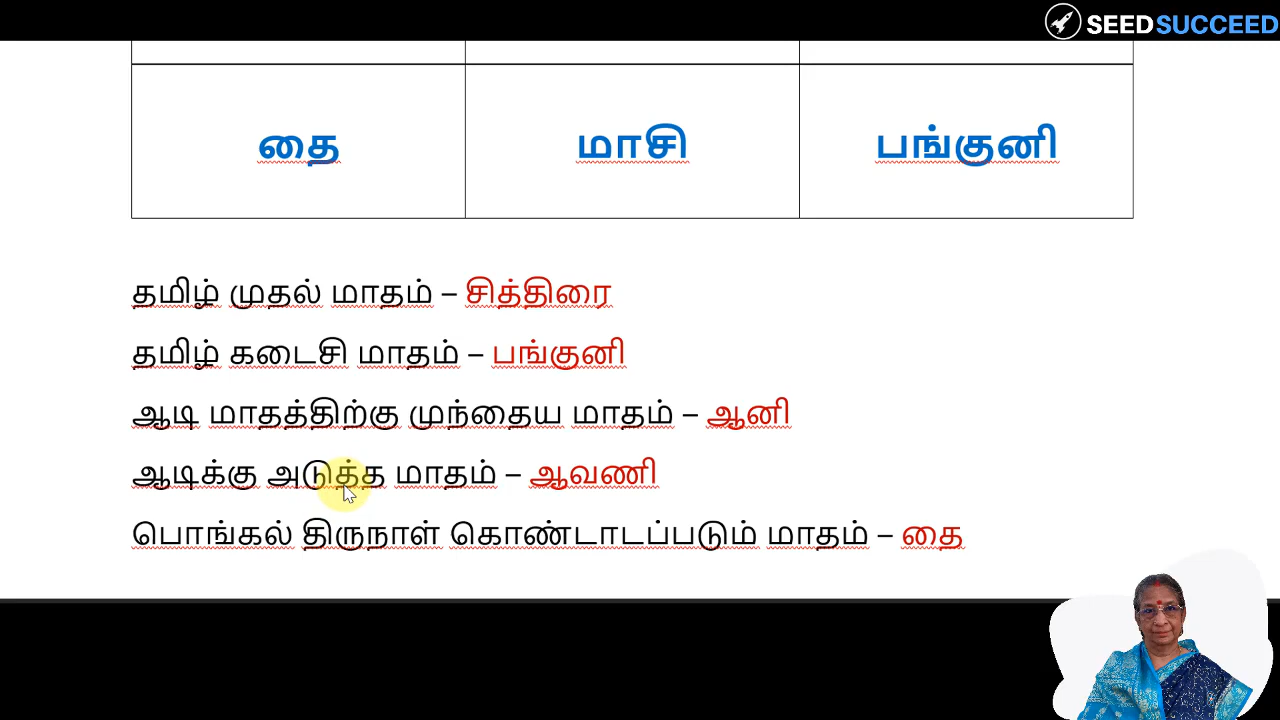 SEEDSUCCEED
தை மாசி பங்குனி
தமிழ் முதல் மாதம் – சித்திரை
தமிழ் கடைசி மாதம் – பங்குனி
ஆடி மாதத்திற்கு முந்தைய மாதம் – ஆனி
ஆடிக்கு அடுத்த மாதம் – ஆவணி
பொங்கல் திருநாள் கொண்டாடப்படும் மாதம் – தை